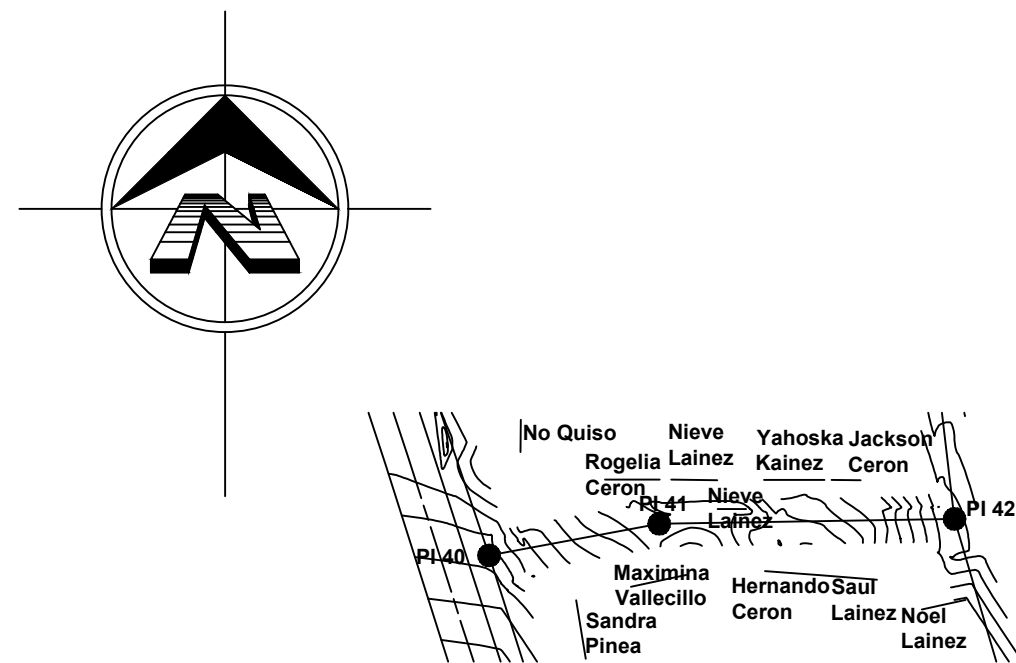 N
No Quiso
Nieve
Lainez
Yahoska
Kainez
Jackson
Ceron
Rogelia
Ceron
PI 41
Nieve
Lainez
PI 42
PI 40
Maximina
Vallecillo
Hernando
Ceron
Saul
Lainez
Noel
Lainez
Sandra
Pinea